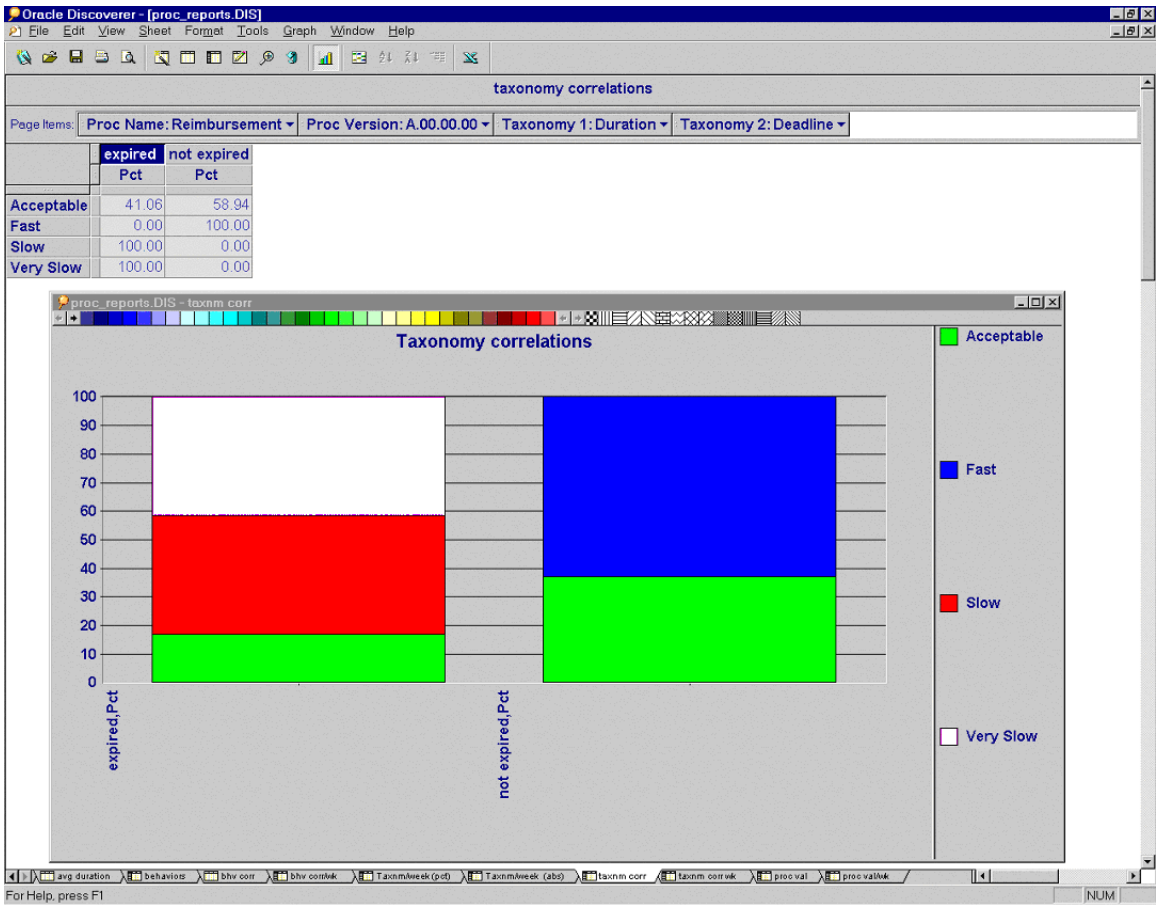 Oracle Discoverer - [proc_reports.DIS]
File Edit View Sheet Format Tools Graph Window Help
taxonomy correlations
Page Items: Proc Name: Reimbursement Proc Version: A.00.00.00 Taxonomy 1: Duration Taxonomy 2: Deadline
expired not expired
Pct Pct
Acceptable 41.06 58.94
Fast 0.00 100.00
Slow 100.00 0.00
Very Slow 100.00 0.00
proc_reports.DIS - taxnm corr
Taxonomy correlations
Acceptable
Fast
Slow
Very Slow
100
90
80
70
60
50
40
30
20
10
0
expired,Pct
not expired,Pct
avg duration behaviors bhv corr bhv corr/wk Taxnm/week (pct) Taxnm/week (abs) taxnm corr taxnm corr wk proc val proc val/wk
For Help, press F1 NUM